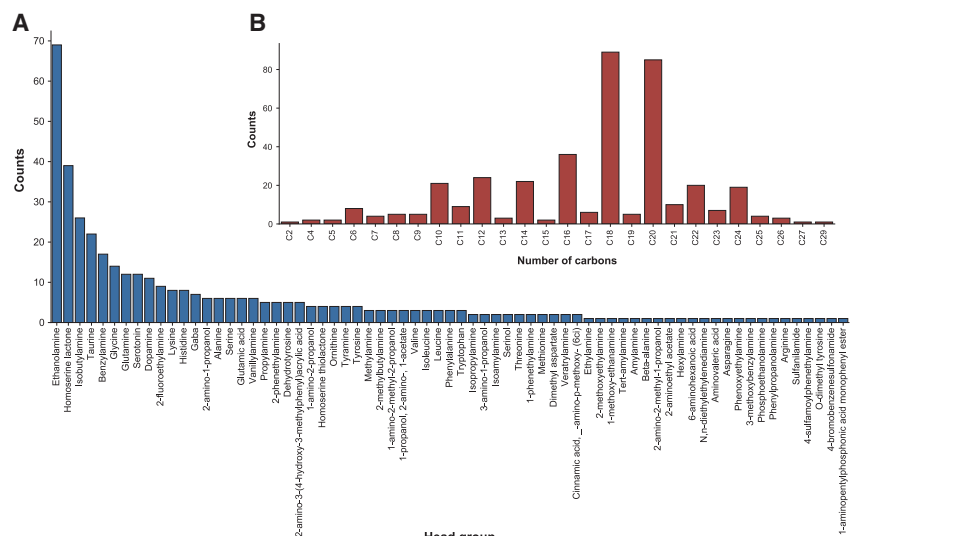 A
B
70
60
50
40
30
20
10
0
Counts
80
60
40
20
0
Counts
C2
C4
C5
C6
C7
C8
C9
C10
C11
C12
C13
C14
C15
C16
C17
C18
C19
C20
C21
C22
C23
C24
C25
C26
C27
C29
Number of carbons
Ethanolamine
Homoserine lactone
Isobutylamine
Taurine
Benzylamine
Glycine
Glutamine
Serotonin
Dopamine
2-fluoroethylamine
Lysine
Histidine
Gaba
2-amino-1-propanol
Alanine
Serine
Glutamic acid
Vanillylamine
Propylamine
2-phenethylamine
Dehydrotyrosine
2-amino-3-(4-hydroxy-3-methylphenyl)acrylic acid
1-amino-2-propanol
Homoserine thiolactone
Ornithine
Tyramine
Tyrosine
Methylamine
2-methylbutylamine
1-amino-2-methyl-2-propanol
1-propanol, 2-amino-, 1-acetate
Valine
Isoleucine
Leucine
Phenylalanine
Tryptophan
Isopropylamine
3-amino-1-propanol
Isoamylamine
Serinol
Threonine
1-phenethylamine
Methionine
Dimethyl aspartate
Veratrylamine
Cinnamic acid, _-amino-p-methoxy- (6ci)
Ethylamine
2-methoxyethylamine
1-methoxy-ethanamine
Tert-amylamine
Amylamine
Beta-alanine
2-amino-2-methyl-1-propanol
2-aminoethyl acetate
Hexylamine
6-aminohexanoic acid
N,n-diethylethylenediamine
Aminovaleric acid
Asparagine
Phenoxyethylamine
3-methoxybenzylamine
Phosphoethanolamine
Phenylpropanolamine
Arginine
Sulfanilamide
4-sulfamoylphenethylamine
O-dimethyl tyrosine
4-bromobenzenesulfonamide
1-aminopentylphosphonic acid monophenyl ester
Head group